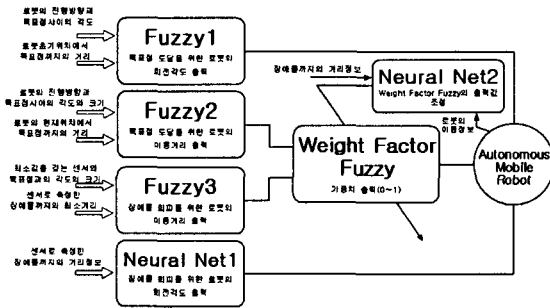 로봇의 진행방향과
목표점사이의 각도
로봇초기위치에서
목표점까지의 거리
Fuzzy1
목표점 도달을 위한 로봇의
회전각도 출력
로봇의 진행방향과
목표점사이의 각도와 크기
로봇의 현재위치에서
목표점까지의 거리
Fuzzy2
목표점 도달을 위한 로봇의
이동거리 출력
최소값을 갖는 센서와
목표점과의 각도의 크기
센서로 측정한
장애물까지의 최소거리
Fuzzy3
장애물 회피를 위한 로봇의
이동거리 출력
센서로 측정한
장애물까지의 거리정보
Neural Net1
장애물 회피를 위한 로봇의
회전각도 출력
장애물까지의 거리정보
Neural Net2
Weight Factor Fuzzy의 출력값
조절
로봇의
이동정보
Weight Factor
Fuzzy
가중치 출력(0~1)
Autonomous
Mobile
Robot